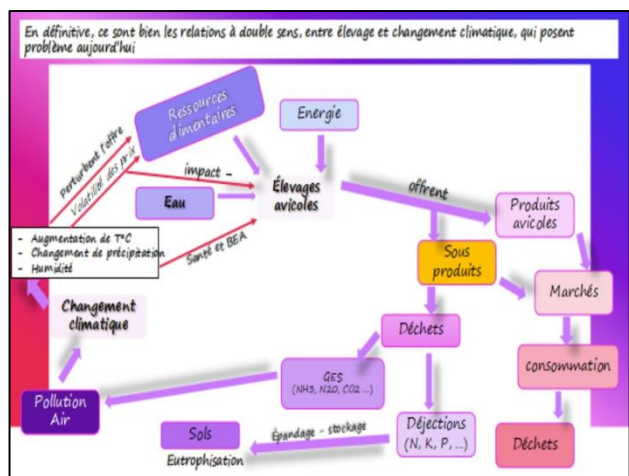 En définitive, ce sont bien les relations à double sens, entre élevage et changement climatique, qui posent
problème aujourd'hui
Ressources
alimentaires
Energie
Perturbent l'offre
Volatilité des prix
impact -
Eau
Élevages
avicoles
offrent
Produits
avicoles
- Augmentation de T°C
- Changement de précipitation
- Humidité
Santé et BEA
Sous
produits
Marchés
Changement
climatique
Déchets
consommation
GES
(NH3, N2O, CO2 ...)
Pollution
Air
Sols
Épandage - stockage
Déjections
(N, K, P, ...)
Déchets
Eutrophisation